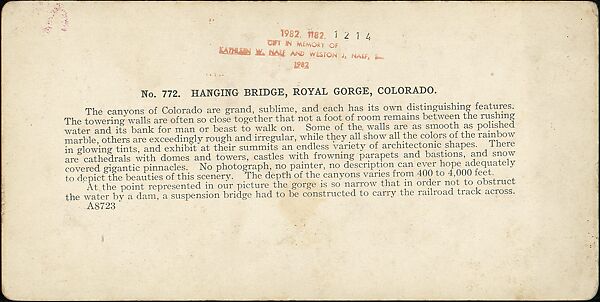 1982. 1182. 1214
GIFT IN MEMORY OF
KATHLEEN W. NAEF AND WESTON J. NAEF,
1982
No. 772. HANGING BRIDGE, ROYAL GORGE, COLORADO.
The canyons of Colorado are grand, sublime, and each has its own distinguishing features.
The towering walls are often so close together that not a foot of room remains between the rushing
water and its bank for man or beast to walk on. Some of the walls are as smooth as polished
marble, others are exceedingly rough and irregular, while they all show all the colors of the rainbow
in glowing tints, and exhibit at their summits an endless variety of architectonic shapes. There
are cathedrals with domes and towers, castles with frowning parapets and bastions, and snow
covered gigantic pinnacles. No photograph, no painter, no description can ever hope adequately
to depict the beauties of this scenery. The depth of the canyons varies from 400 to 4,000 feet.
At the point represented in our picture the gorge is so narrow that in order not to obstruct
the water by a dam, a suspension bridge had to be constructed to carry the railroad track across.
A8723